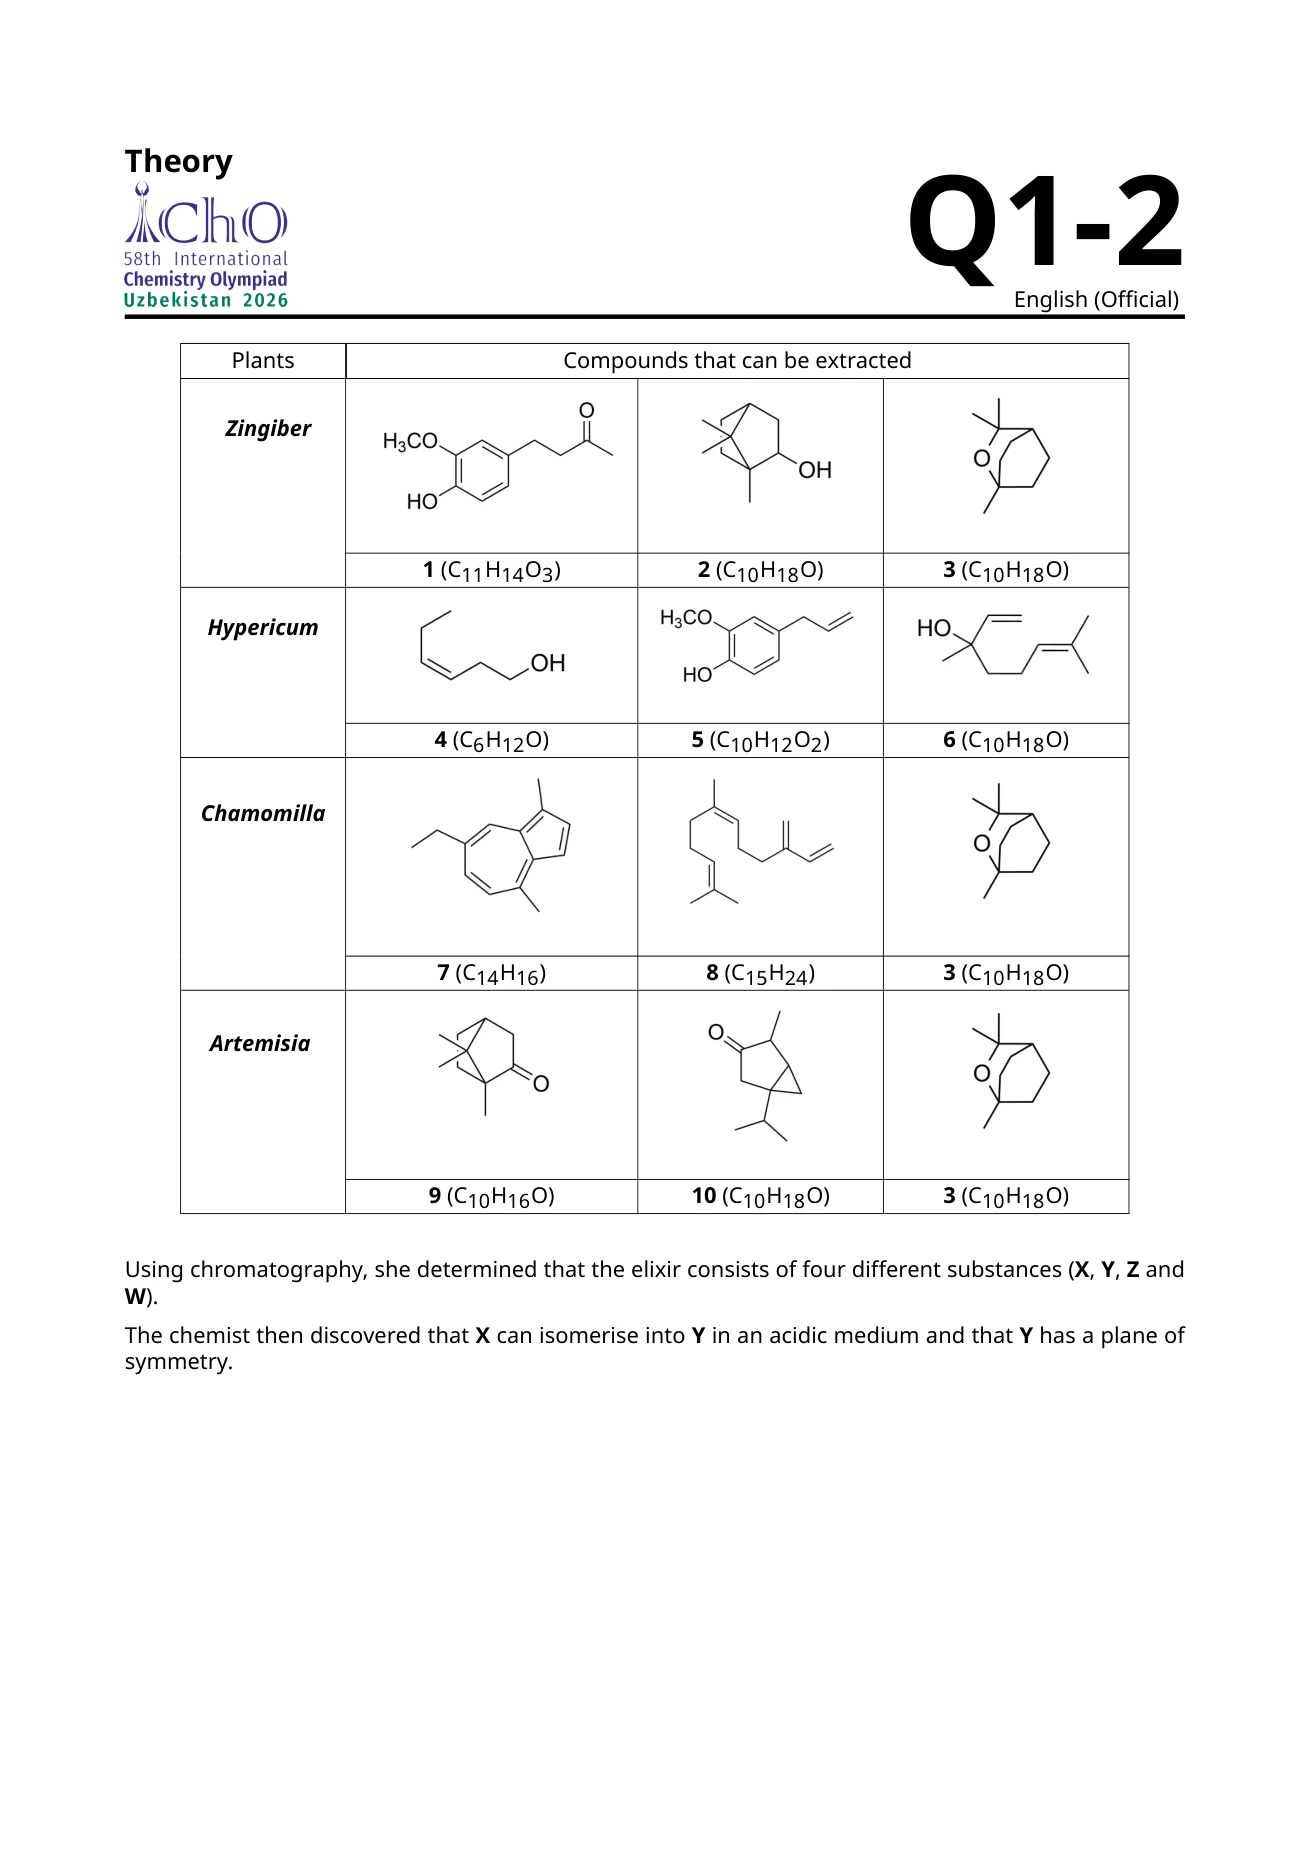 Theory
IChO
58th International
Chemistry Olympiad
Uzbekistan 2026
Q1-2
English (Official)
Plants Compounds that can be extracted
Zingiber
H3CO HO O
OH
O
1 (C11H14O3) 2 (C10H18O) 3 (C10H18O)
Hypericum
OH
H3CO HO
HO
4 (C6H12O) 5 (C10H12O2) 6 (C10H18O)
Chamomilla
O
7 (C14H16) 8 (C15H24) 3 (C10H18O)
Artemisia
O
O
O
9 (C10H16O) 10 (C10H18O) 3 (C10H18O)
Using chromatography, she determined that the elixir consists of four different substances (X, Y, Z and
W).
The chemist then discovered that X can isomerise into Y in an acidic medium and that Y has a plane of
symmetry.